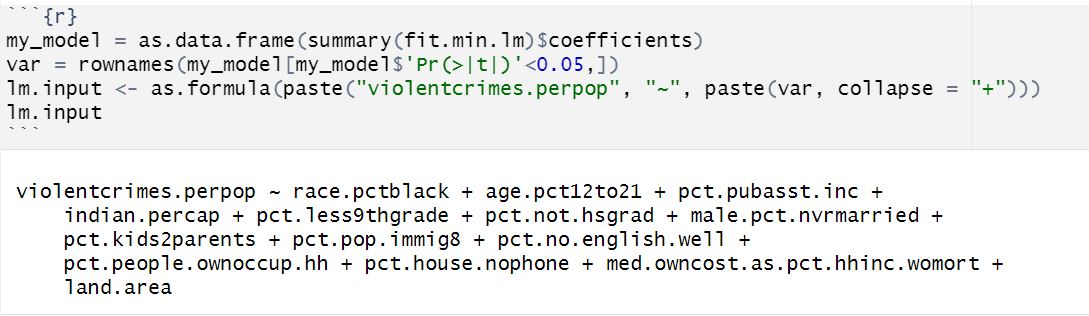 ```{r}
my_model = as.data.frame(summary(fit.min.lm)$coefficients)
var = rownames(my_model[my_model$'Pr(>|t|)'<0.05,])
lm.input <- as.formula(paste("violentcrimes.perpop", "~", paste(var, collapse = "+")))
lm.input
```
violentcrimes.perpop ~ race.pctblack + age.pct12to21 + pct.pubasst.inc +
    indian.percap + pct.less9thgrade + pct.not.hsgrad + male.pct.nvrmarried +
    pct.kids2parents + pct.pop.immig8 + pct.no.english.well +
    pct.people.ownoccup.hh + pct.house.nophone + med.owncost.as.pct.hhinc.womort +
    land.area